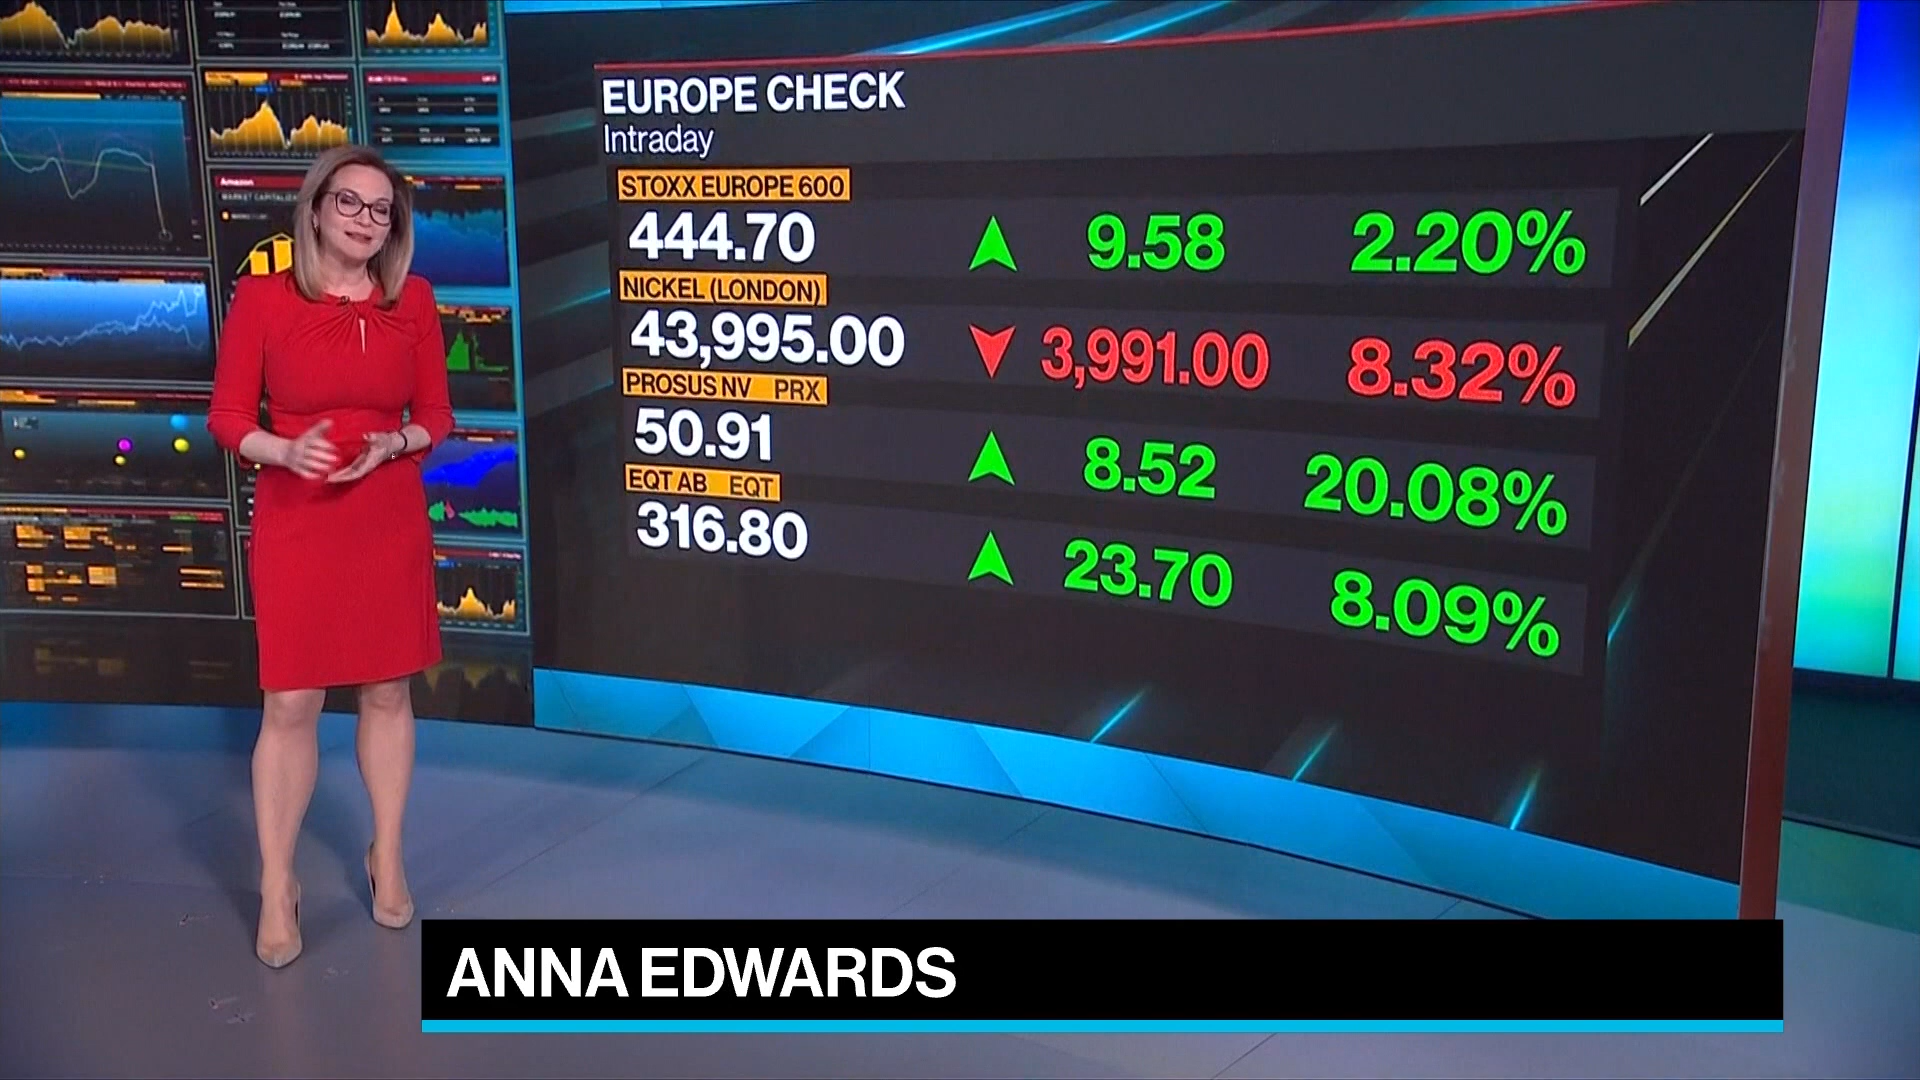 EUROPE CHECK
Intraday
STOXX EUROPE 600
444.70 9.58 2.20%
NICKEL (LONDON)
43,995.00 3,991.00 8.32%
PROSUS NV PRX
50.91 8.52 20.08%
EQT AB EQT
316.80 23.70 8.09%
Amazon
ANNA EDWARDS